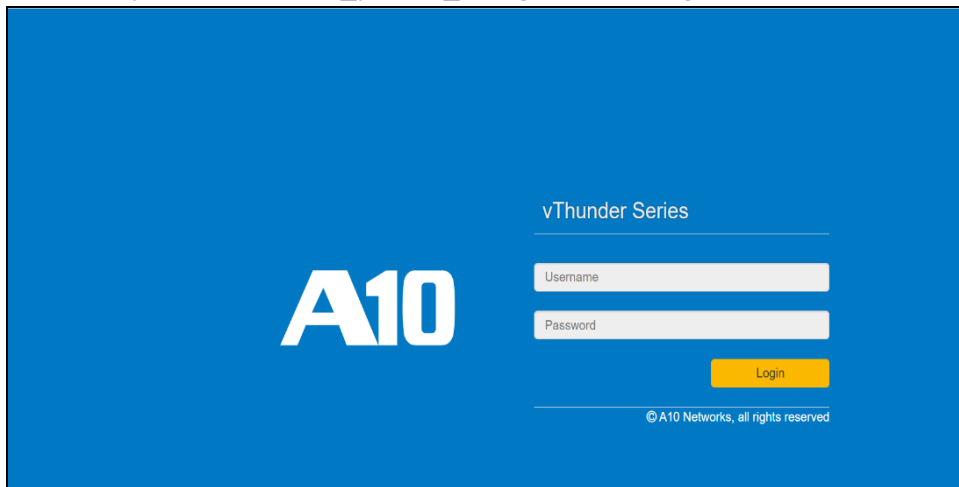 vThunder Series
Username
A10
Password
Login
© A10 Networks, all rights reserved